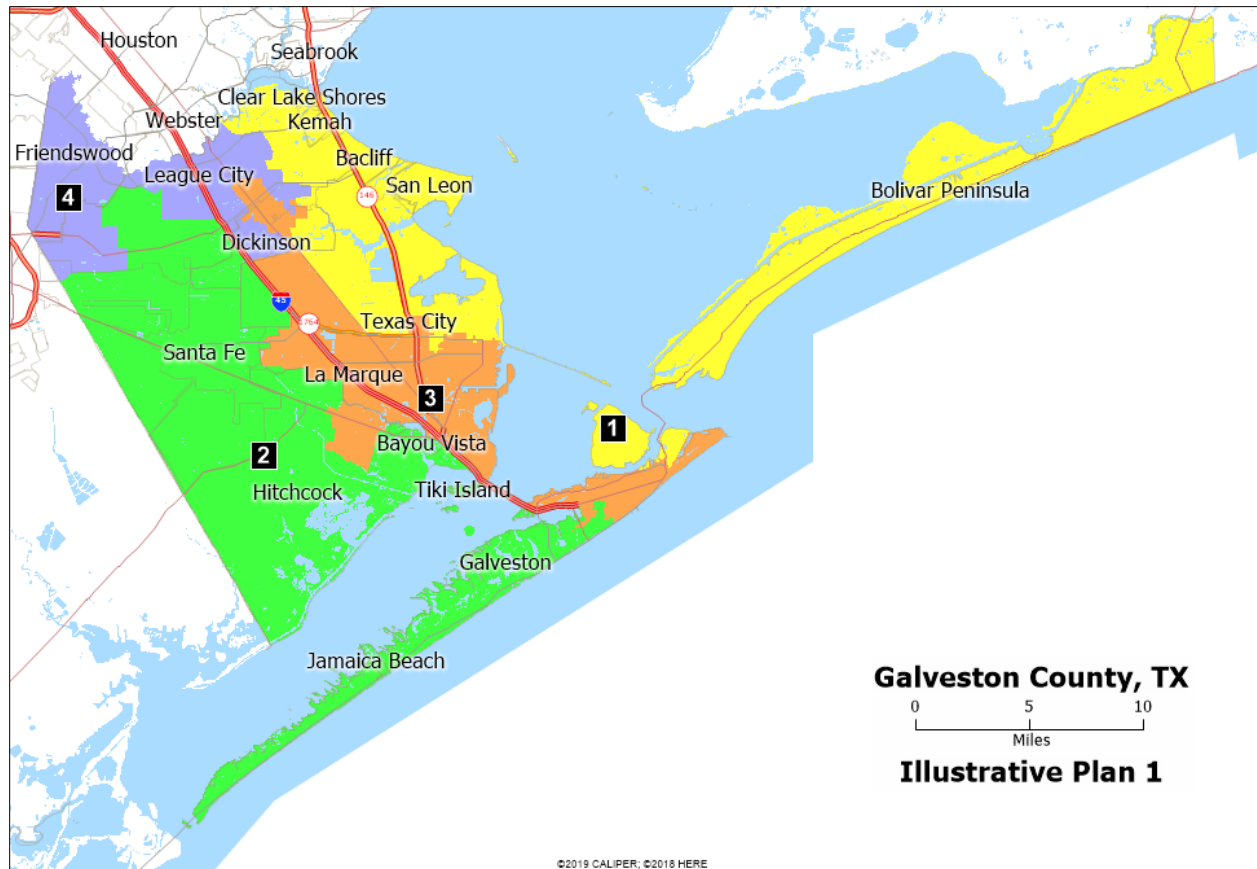 Houston
Seabrook
Clear Lake Shores
Webster
Kemah
Friendswood
Bacliff
League City
San Leon
4
146
Bolivar Peninsula
Dickinson
45
1764
Texas City
Santa Fe
La Marque
3
1
Bayou Vista
2
Hitchcock
Tiki Island
Galveston
Jamaica Beach
Galveston County, TX
0 5 10
Miles
Illustrative Plan 1
©2019 CALIPER; ©2018 HERE